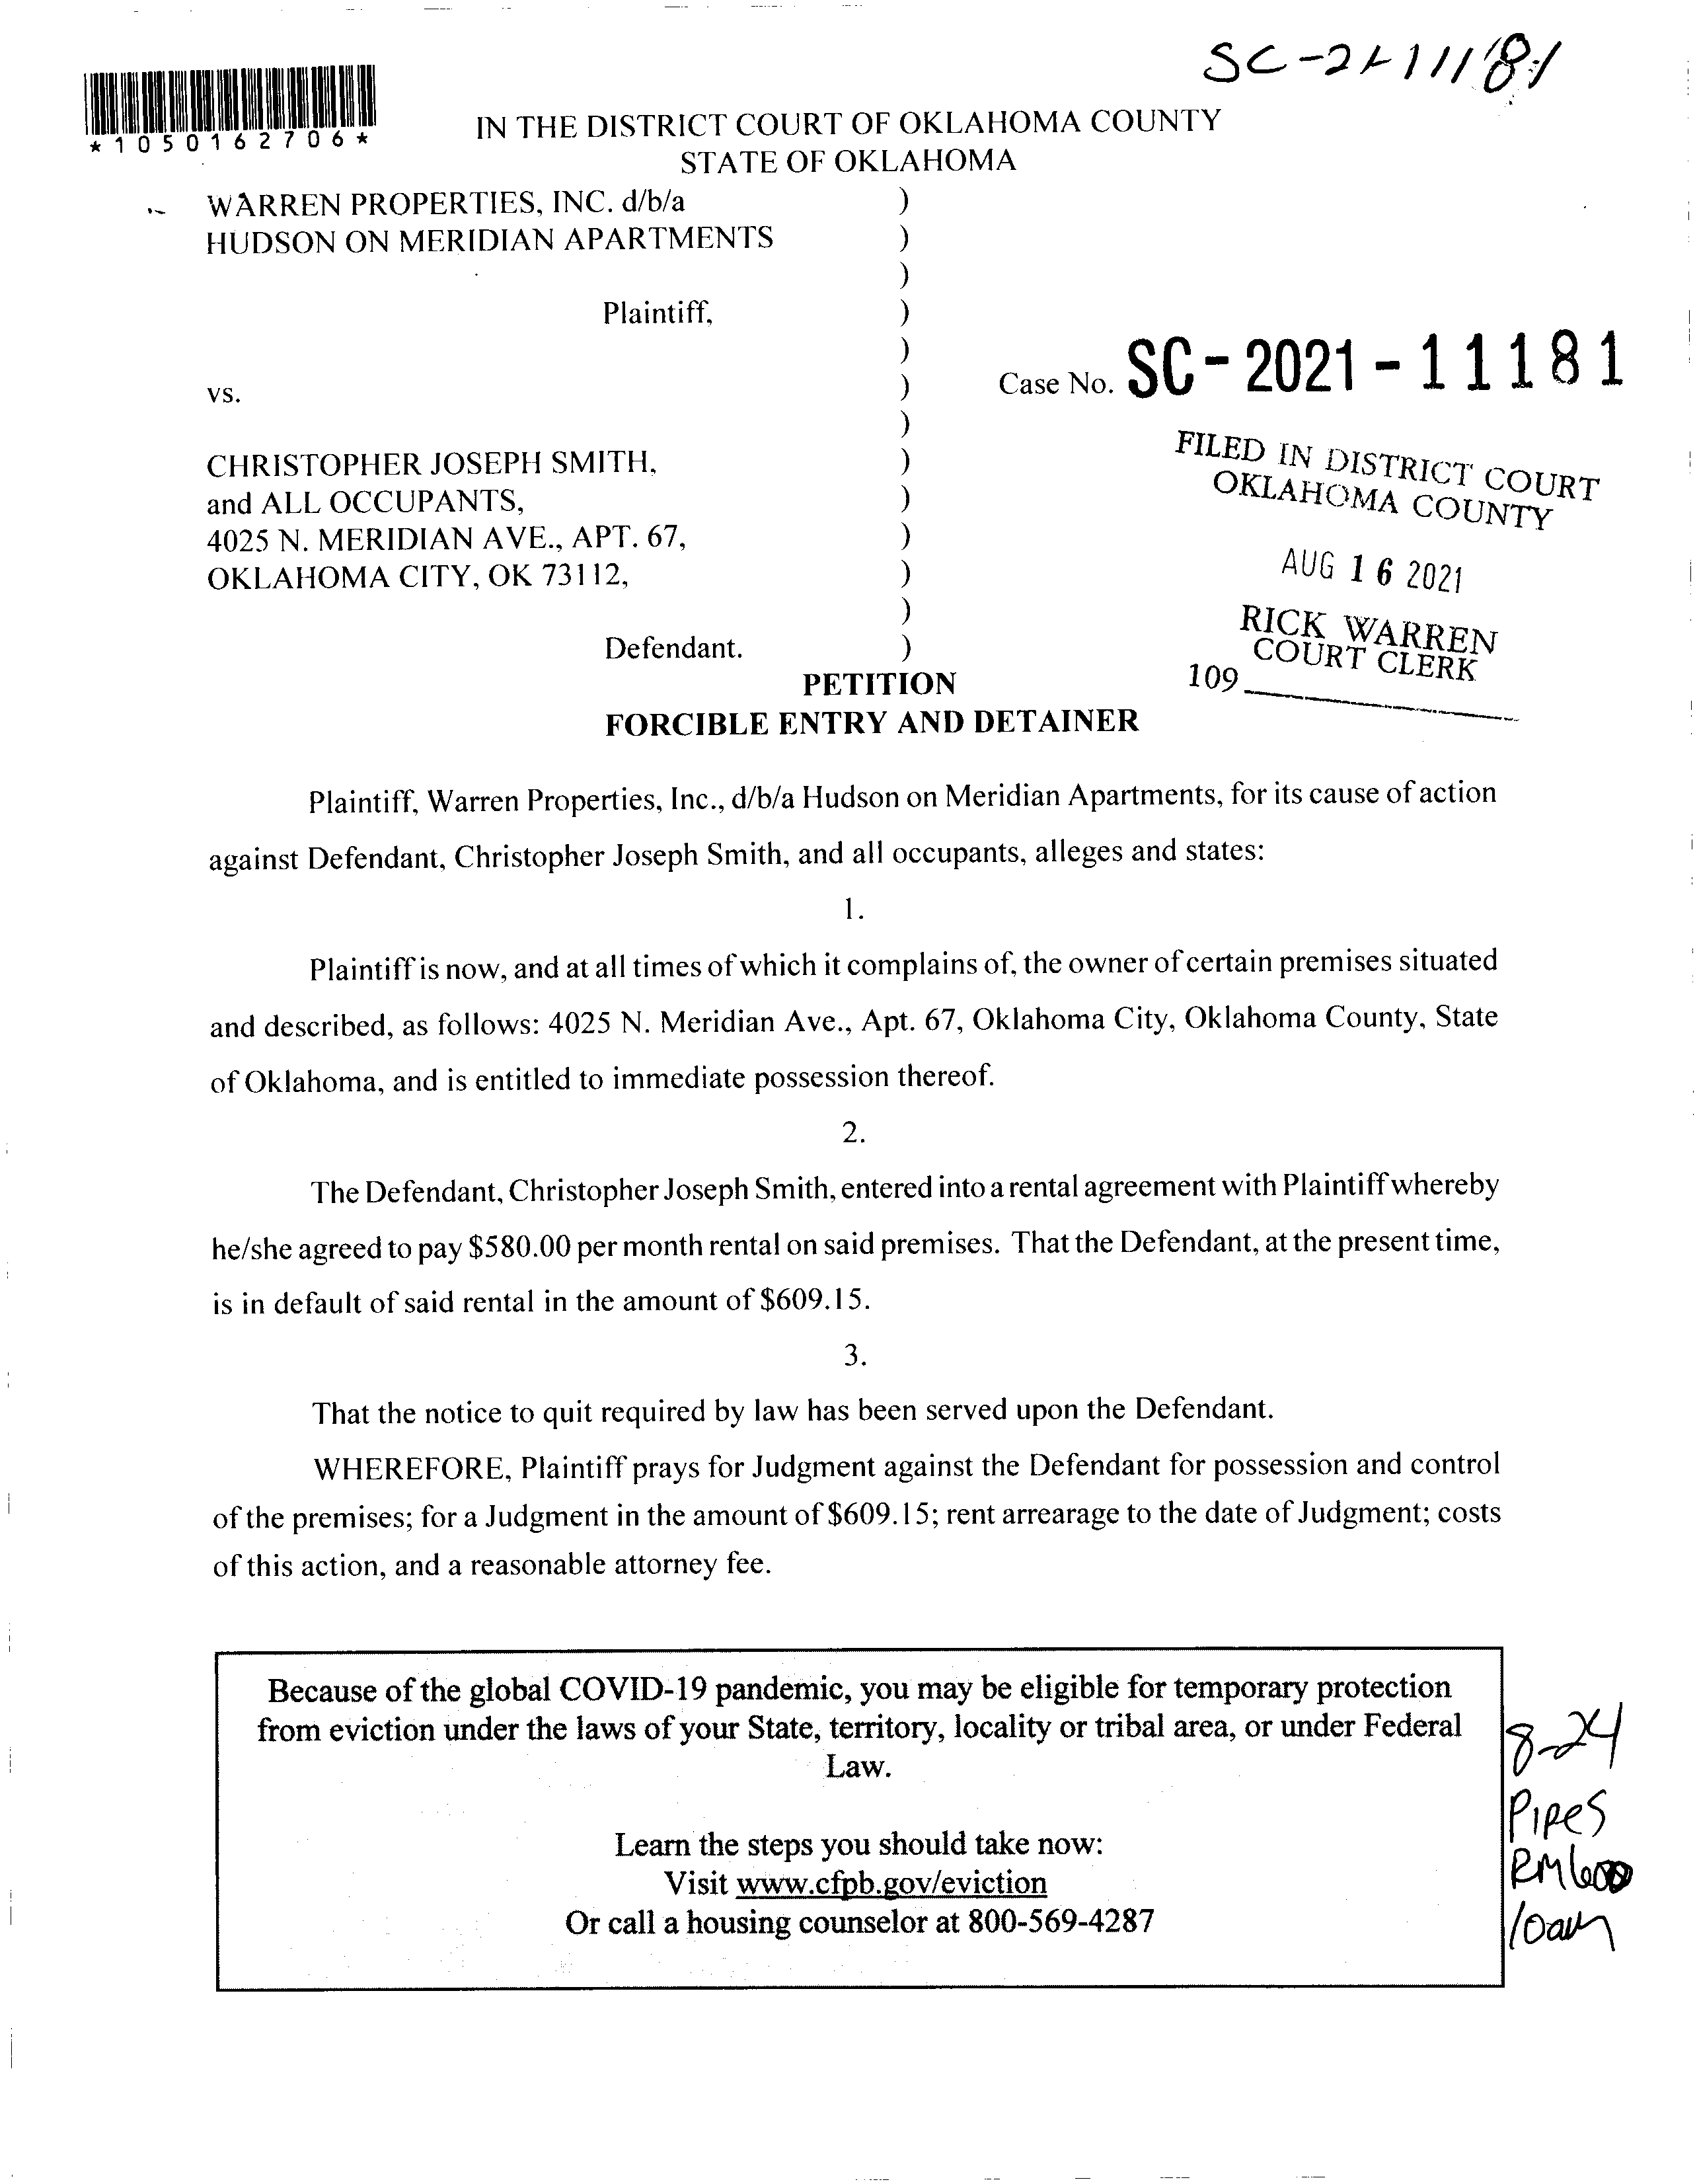 SC-21-11181
*1050162706*
IN THE DISTRICT COURT OF OKLAHOMA COUNTY
STATE OF OKLAHOMA
WARREN PROPERTIES, INC. d/b/a )
HUDSON ON MERIDIAN APARTMENTS )
)
Plaintiff, )
)
vs. )
Case No. SC-2021-11181
)
CHRISTOPHER JOSEPH SMITH, )
and ALL OCCUPANTS, )
4025 N. MERIDIAN AVE., APT. 67, )
OKLAHOMA CITY, OK 73112, )
)
Defendant. )
FILED IN DISTRICT COURT
OKLAHOMA COUNTY
AUG 16 2021
RICK WARREN
COURT CLERK
109
PETITION
FORCIBLE ENTRY AND DETAINER
Plaintiff, Warren Properties, Inc., d/b/a Hudson on Meridian Apartments, for its cause of action
against Defendant, Christopher Joseph Smith, and all occupants, alleges and states:
1.
Plaintiff is now, and at all times of which it complains of, the owner of certain premises situated
and described, as follows: 4025 N. Meridian Ave., Apt. 67, Oklahoma City, Oklahoma County, State
of Oklahoma, and is entitled to immediate possession thereof.
2.
The Defendant, Christopher Joseph Smith, entered into a rental agreement with Plaintiff whereby
he/she agreed to pay $580.00 per month rental on said premises. That the Defendant, at the present time,
is in default of said rental in the amount of $609.15.
3.
That the notice to quit required by law has been served upon the Defendant.
WHEREFORE, Plaintiff prays for Judgment against the Defendant for possession and control
of the premises; for a Judgment in the amount of $609.15; rent arrearage to the date of Judgment; costs
of this action, and a reasonable attorney fee.
Because of the global COVID-19 pandemic, you may be eligible for temporary protection
from eviction under the laws of your State, territory, locality or tribal area, or under Federal
Law.
Learn the steps you should take now:
Visit www.cfpb.gov/eviction
Or call a housing counselor at 800-569-4287
8-24
Pipes
RM 600
10am